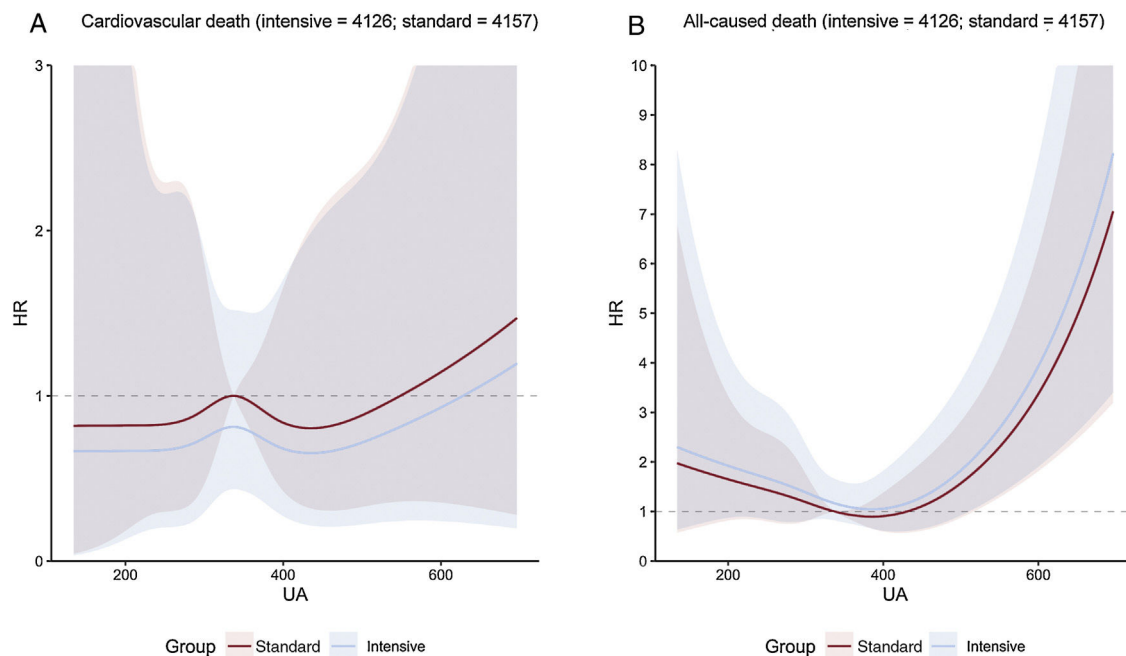 A Cardiovascular death (intensive = 4126; standard = 4157)
3
2
1
0
HR
200 400 600
UA
Group Standard Intensive
B All-caused death (intensive = 4126; standard = 4157)
10
9
8
7
6
5
4
3
2
1
0
HR
200 400 600
UA
Group Standard Intensive